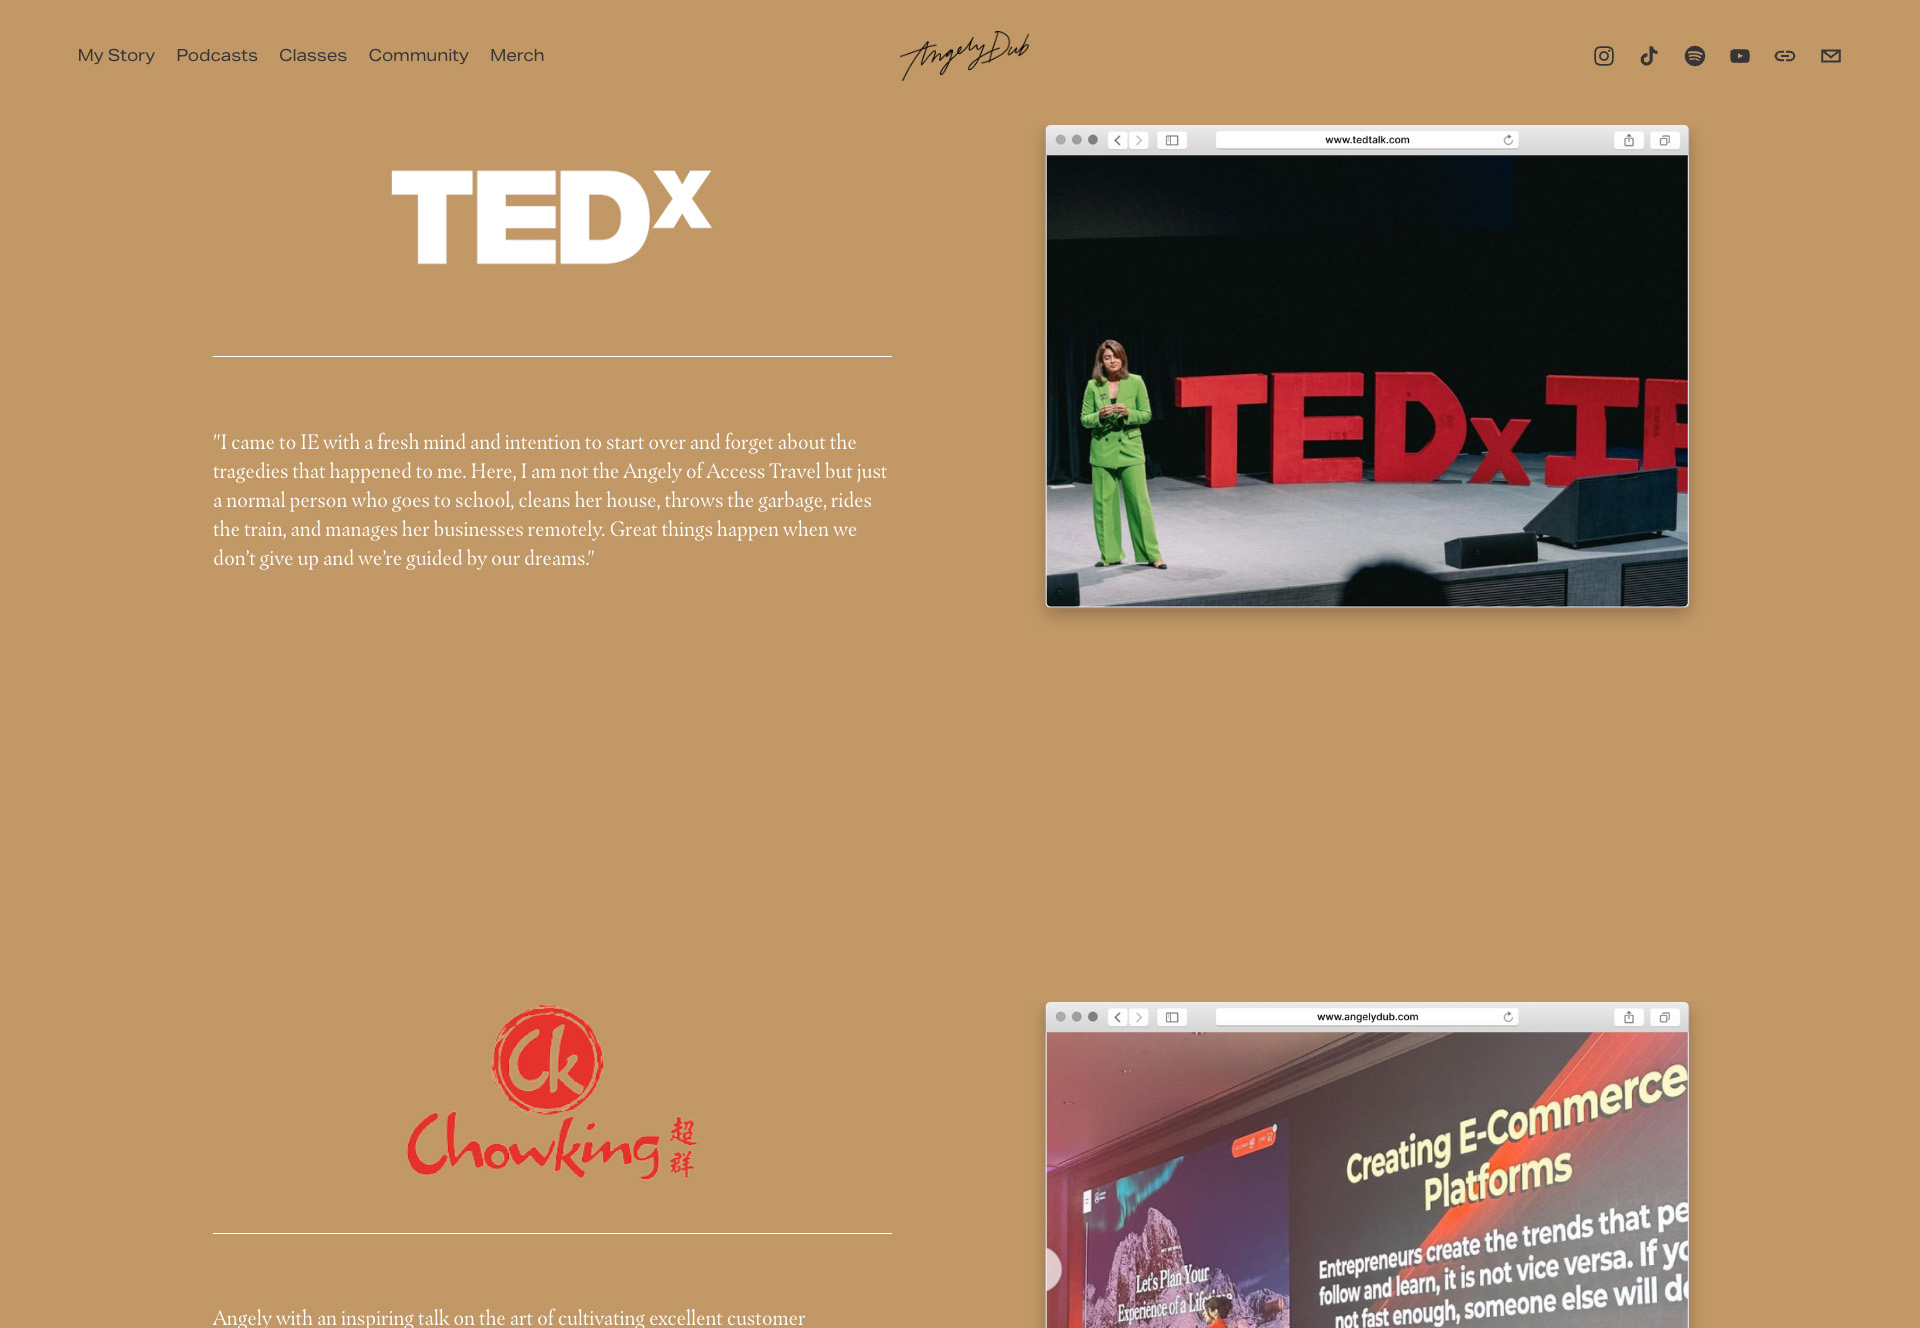 My Story Podcasts Classes Community Merch
AngelyDub
TEDx
www.tedtalk.com
TEDx IE
"I came to IE with a fresh mind and intention to start over and forget about the
tragedies that happened to me. Here, I am not the Angely of Access Travel but just
a normal person who goes to school, cleans her house, throws the garbage, rides
the train, and manages her businesses remotely. Great things happen when we
don’t give up and we’re guided by our dreams."
Ck
Chowking 超群
www.angelydub.com
Creating E-Commerce
Platforms
Entrepreneurs create the trends that pe
follow and learn, it is not vice versa. If yo
not fast enough, someone else will do
Let's Plan Your
Experience of a Lifetime
Angely with an inspiring talk on the art of cultivating excellent customer